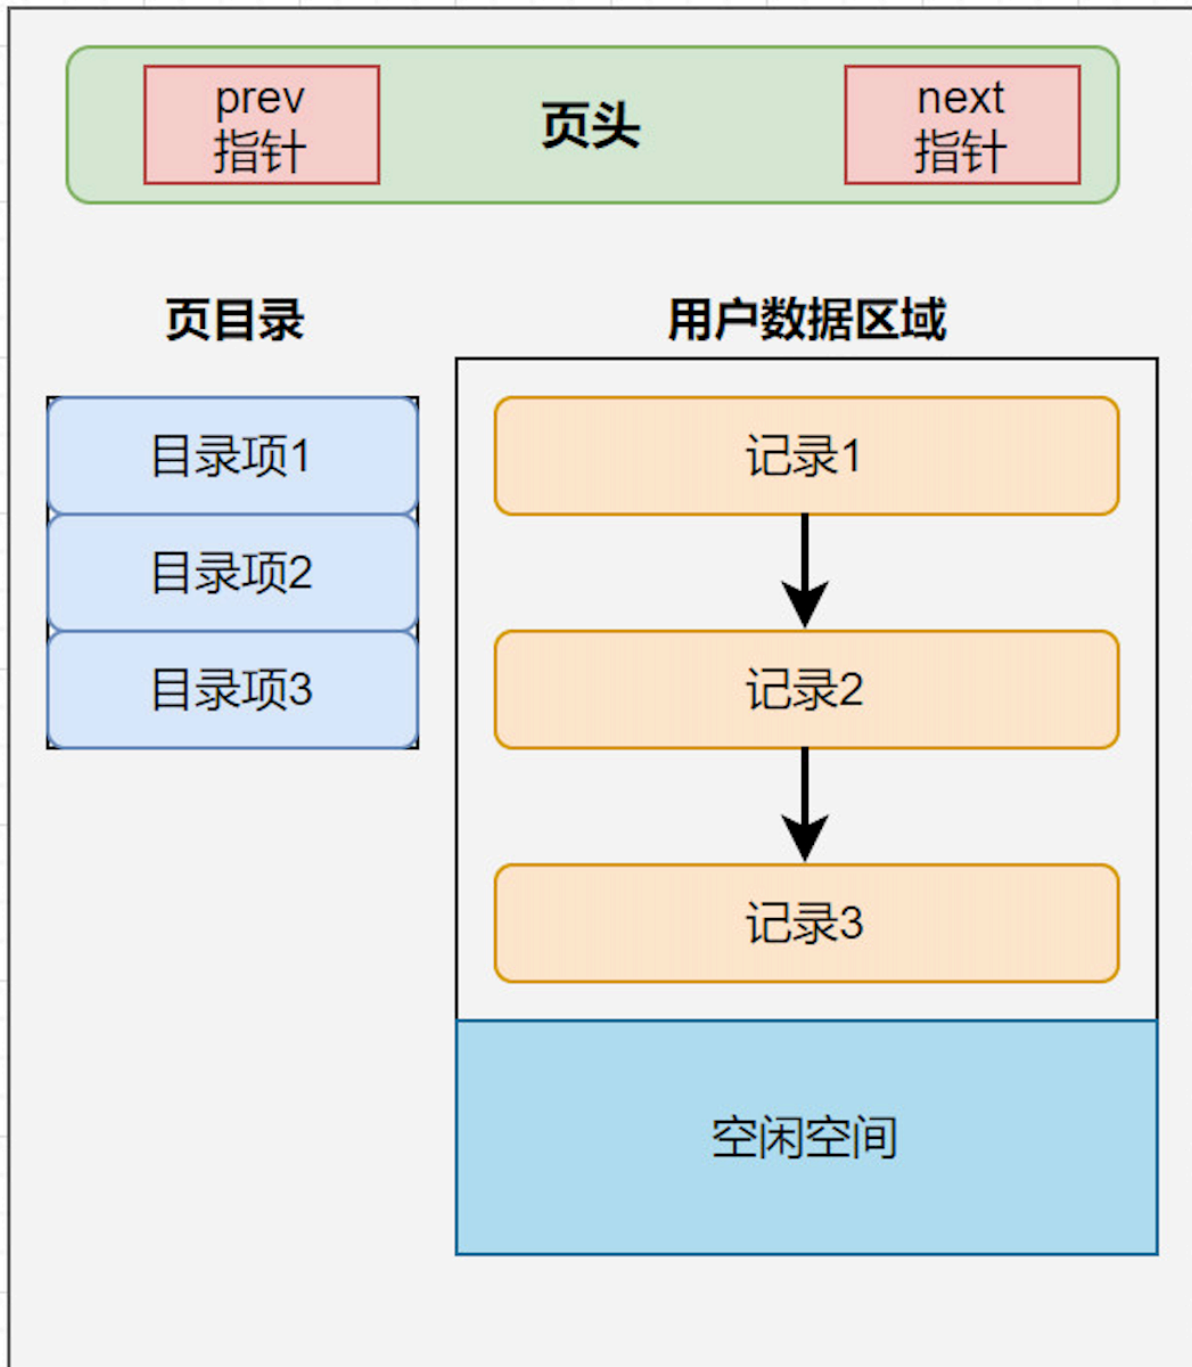 prev
指针
页头
next
指针
页目录
用户数据区域
目录项1
目录项2
目录项3
记录1
记录2
记录3
空闲空间